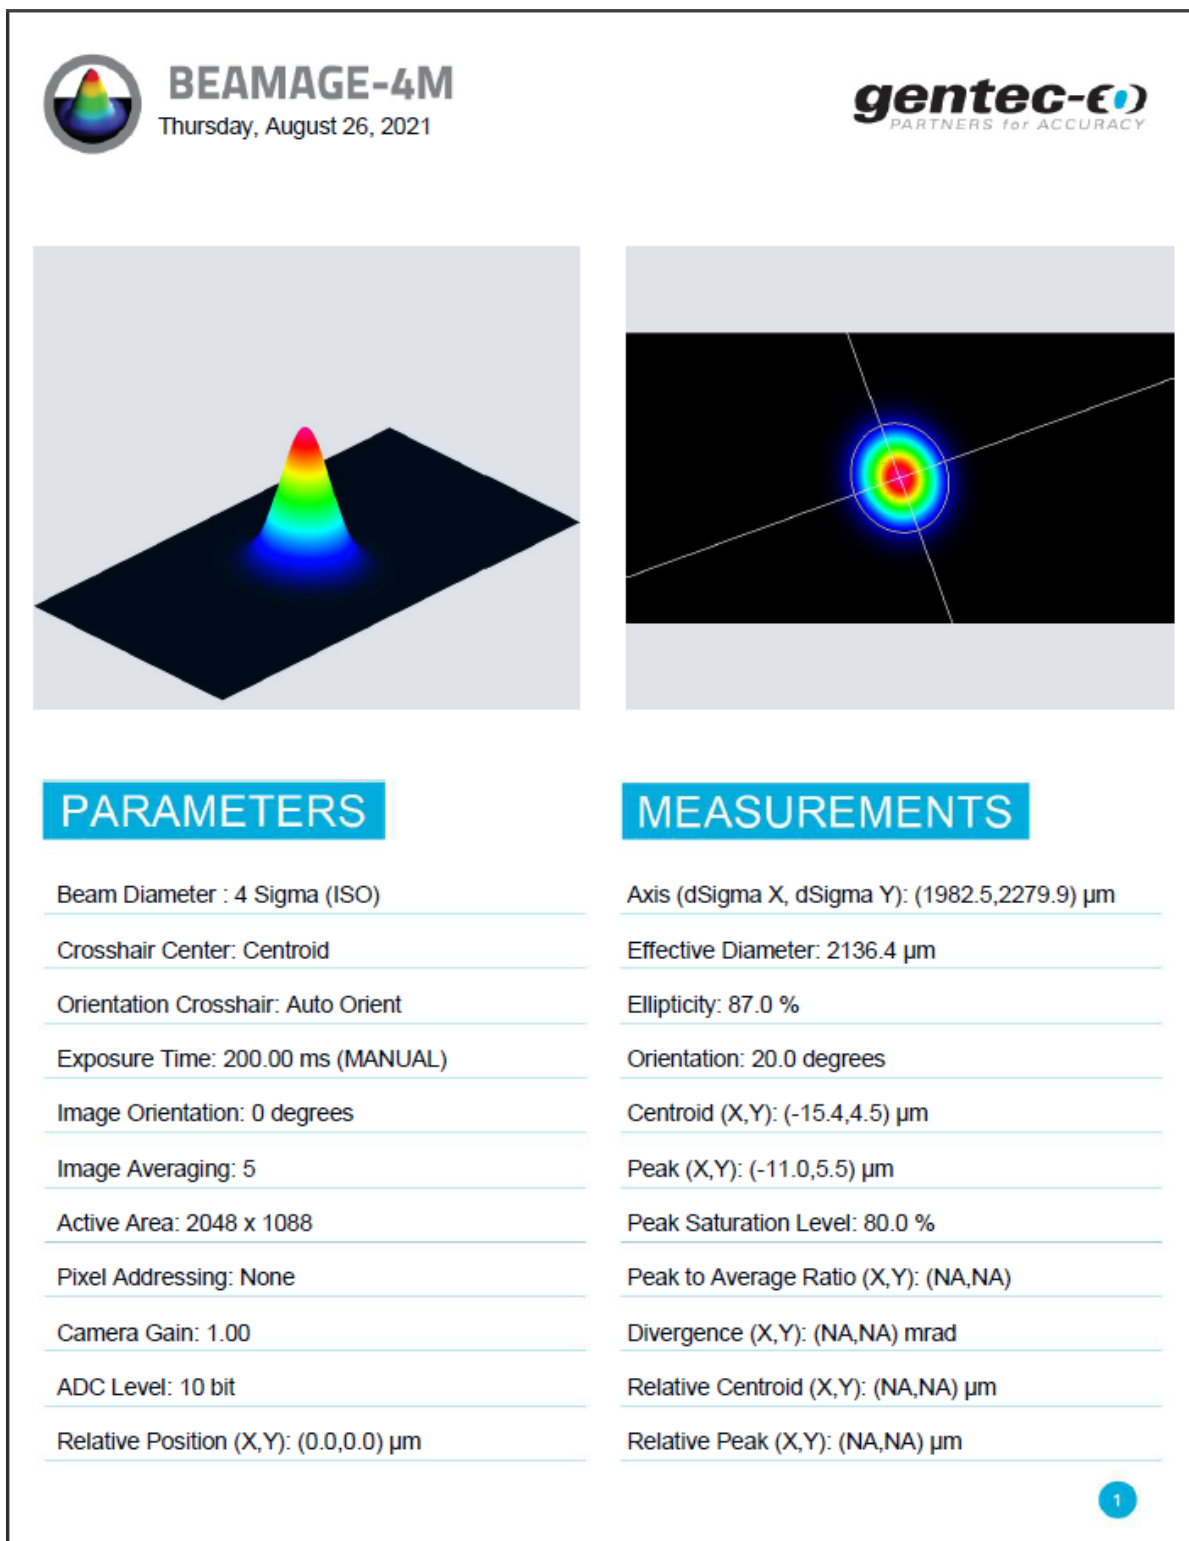 BEAMAGE-4M
Thursday, August 26, 2021
gentec-EO
PARTNERS for ACCURACY
PARAMETERS
Beam Diameter : 4 Sigma (ISO)
Crosshair Center: Centroid
Orientation Crosshair: Auto Orient
Exposure Time: 200.00 ms (MANUAL)
Image Orientation: 0 degrees
Image Averaging: 5
Active Area: 2048 x 1088
Pixel Addressing: None
Camera Gain: 1.00
ADC Level: 10 bit
Relative Position (X,Y): (0.0,0.0) µm
MEASUREMENTS
Axis (dSigma X, dSigma Y): (1982.5,2279.9) µm
Effective Diameter: 2136.4 µm
Ellipticity: 87.0 %
Orientation: 20.0 degrees
Centroid (X,Y): (-15.4,4.5) µm
Peak (X,Y): (-11.0,5.5) µm
Peak Saturation Level: 80.0 %
Peak to Average Ratio (X,Y): (NA,NA)
Divergence (X,Y): (NA,NA) mrad
Relative Centroid (X,Y): (NA,NA) µm
Relative Peak (X,Y): (NA,NA) µm
1